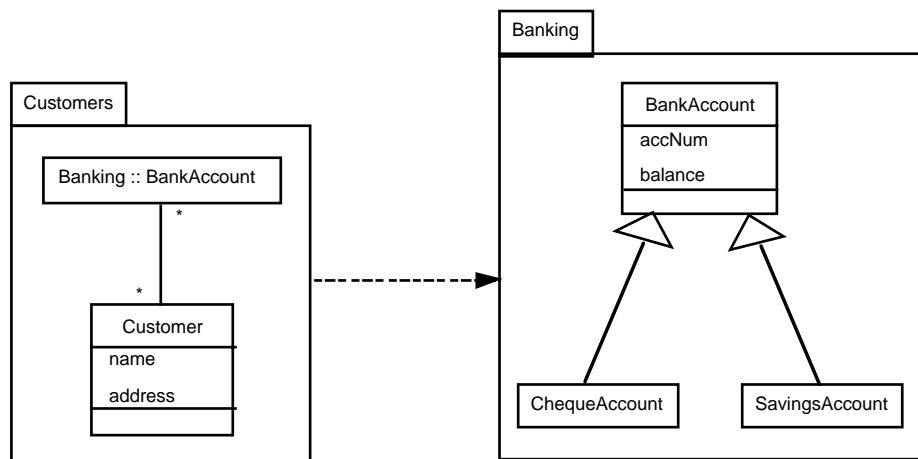 Customers
Banking :: BankAccount
*
*
Customer
name
address
Banking
BankAccount
accNum
balance
ChequeAccount
SavingsAccount